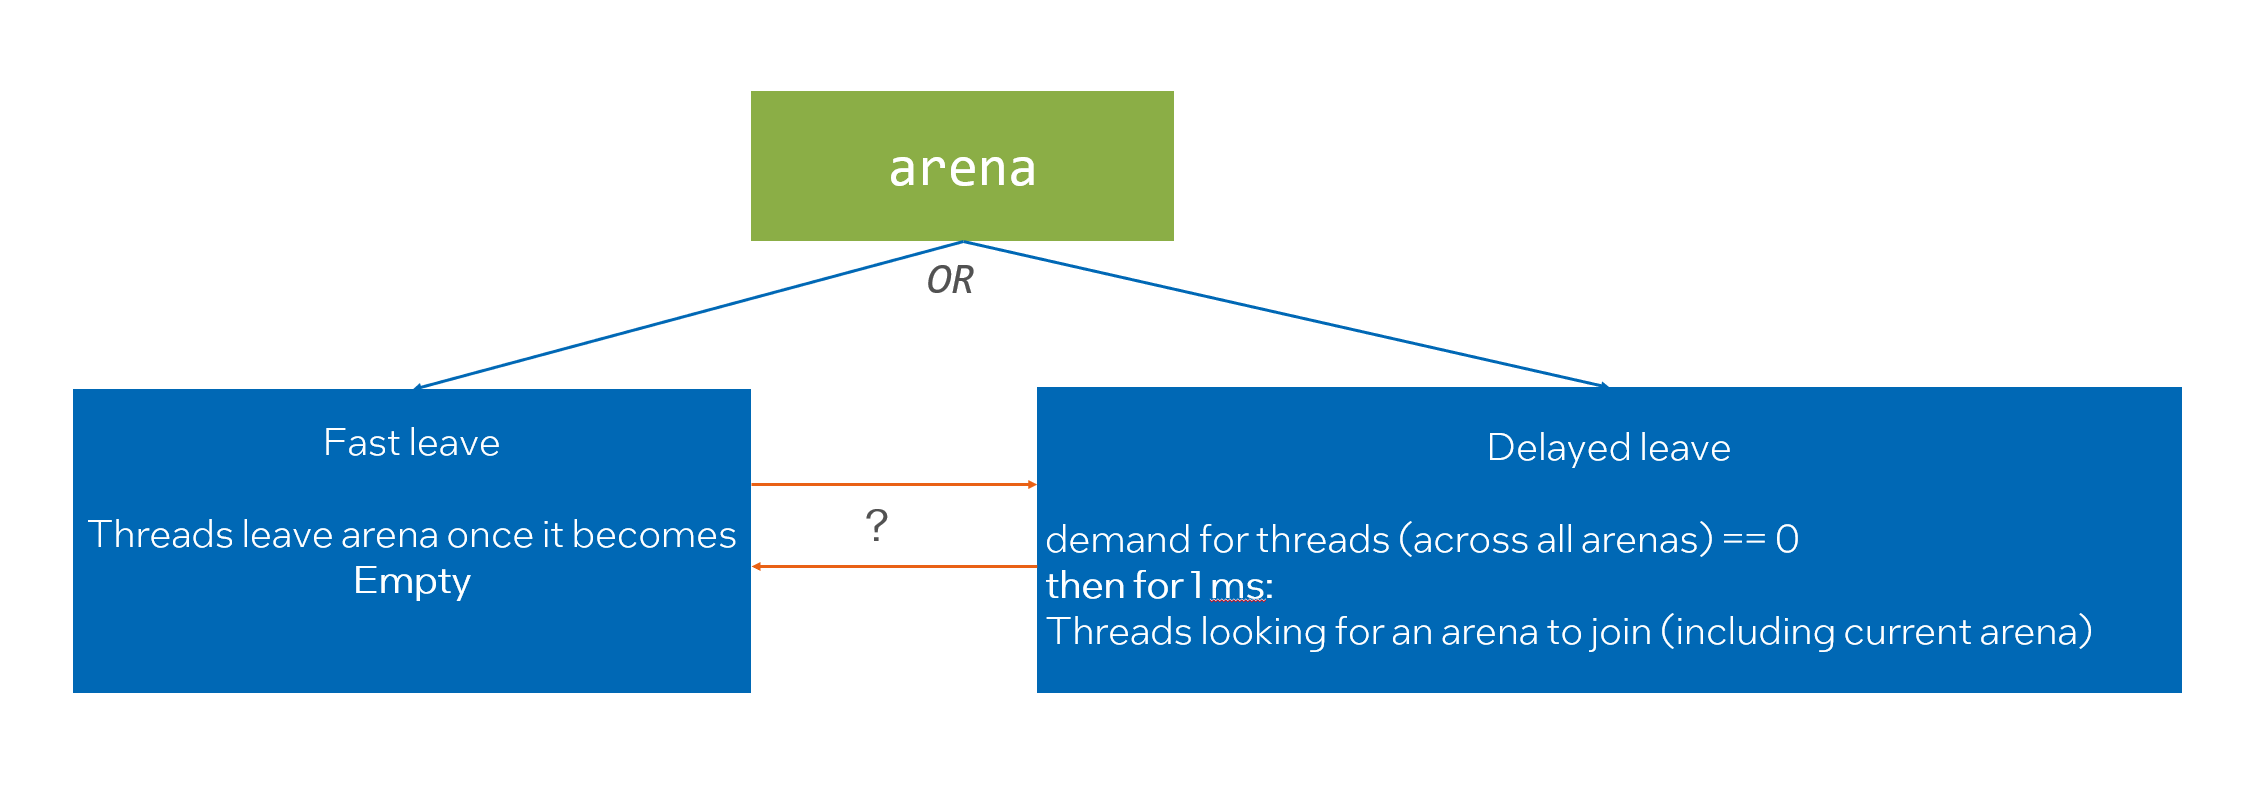 arena
OR
Fast leave
Threads leave arena once it becomes
Empty
?
Delayed leave
demand for threads (across all arenas) == 0
then for 1 ms:
Threads looking for an arena to join (including current arena)